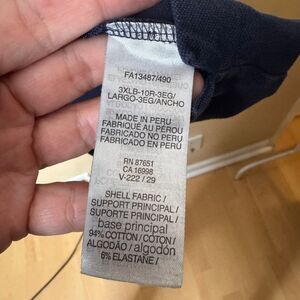 FA13487/490
3XLB-10R-3EG/
LARGO-3EG/ANCHO
MADE IN PERU
FABRIQUÉ AU PÉROU
FABRICADO NO PERU
FABRICADO EN PERÚ
RN 87651
CA 16998
V-222 / 29
SHELL FABRIC /
SUPPORT PRINCIPAL /
SUPORTE PRINCIPAL /
base principal
94% COTTON / COTON /
ALGODÃO / algodón
6% ELASTANE /